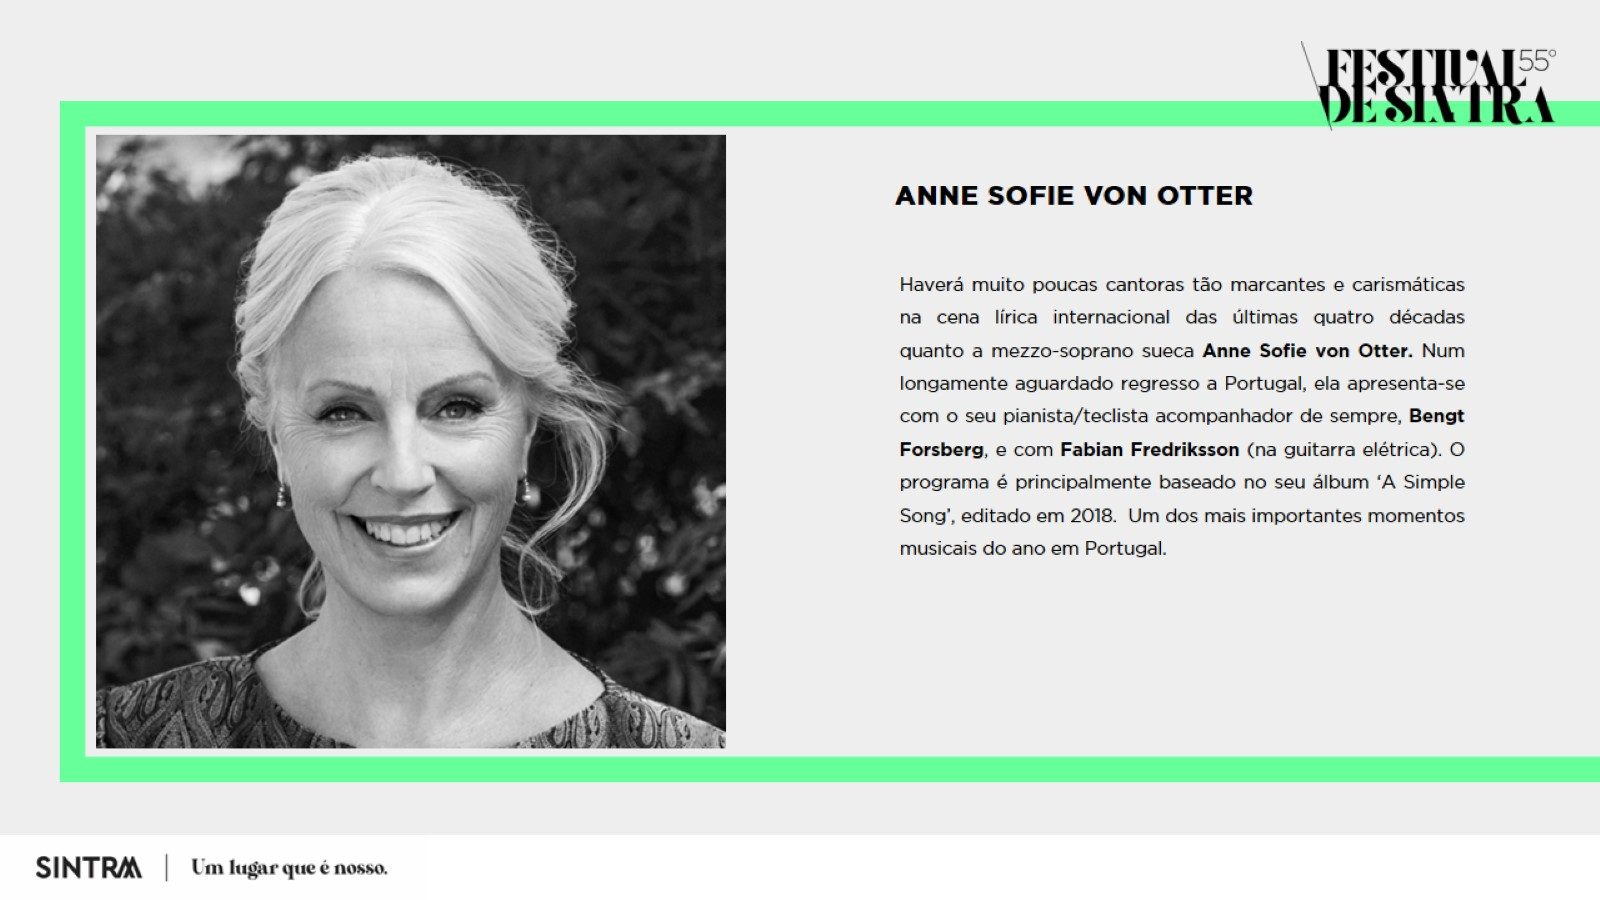 FESTIVAL 55º
DE SINTRA
ANNE SOFIE VON OTTER
Haverá muito poucas cantoras tão marcantes e carismáticas
na cena lírica internacional das últimas quatro décadas
quanto a mezzo-soprano sueca Anne Sofie von Otter. Num
longamente aguardado regresso a Portugal, ela apresenta-se
com o seu pianista/teclista acompanhador de sempre, Bengt
Forsberg, e com Fabian Fredriksson (na guitarra elétrica). O
programa é principalmente baseado no seu álbum ‘A Simple
Song’, editado em 2018.  Um dos mais importantes momentos
musicais do ano em Portugal.
SINTRA | Um lugar que é nosso.